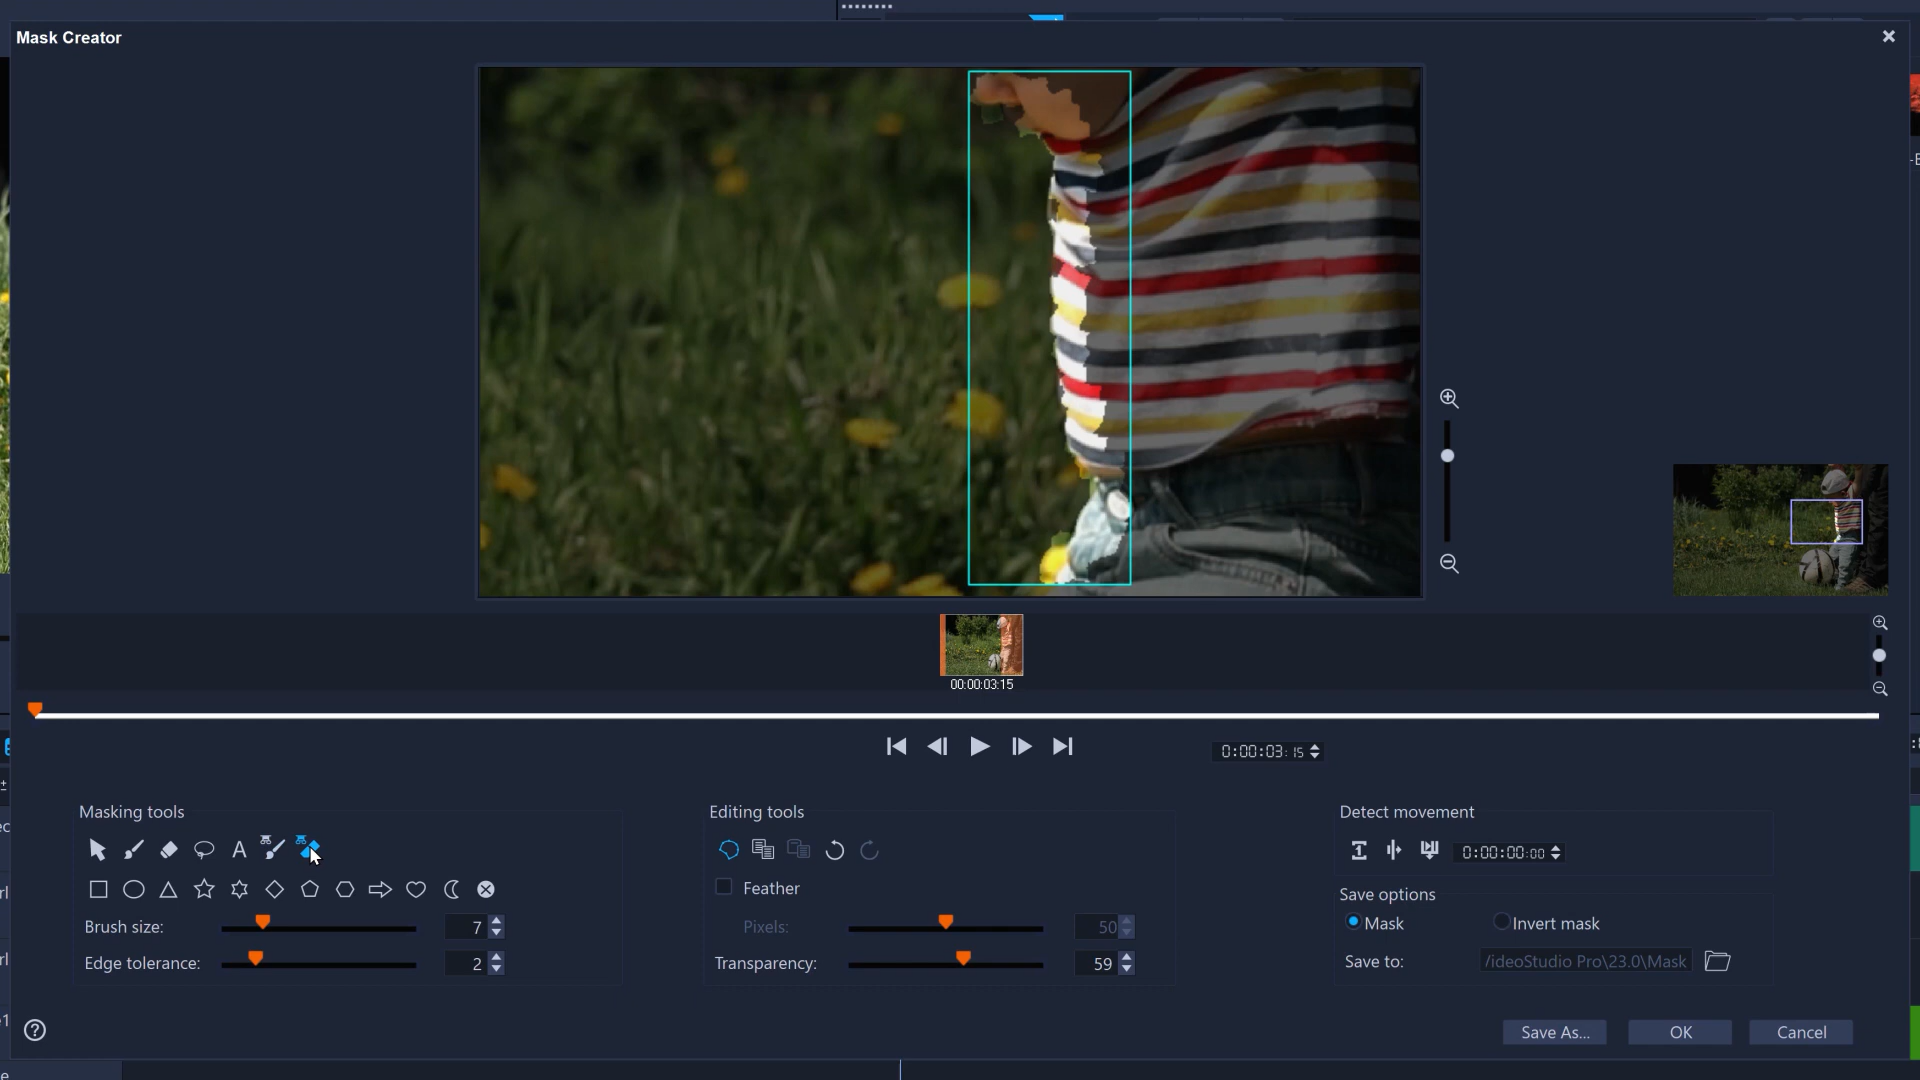 Mask Creator
00:00:03:15
0:00:03:15
Masking tools
Editing tools
Detect movement
A
0:00:00:00
Feather
Save options
Brush size:
7
Pixels:
50
Mask
Invert mask
Edge tolerance:
2
Transparency:
59
Save to:
/ideoStudio Pro\23.0\Mask
Save As...
OK
Cancel